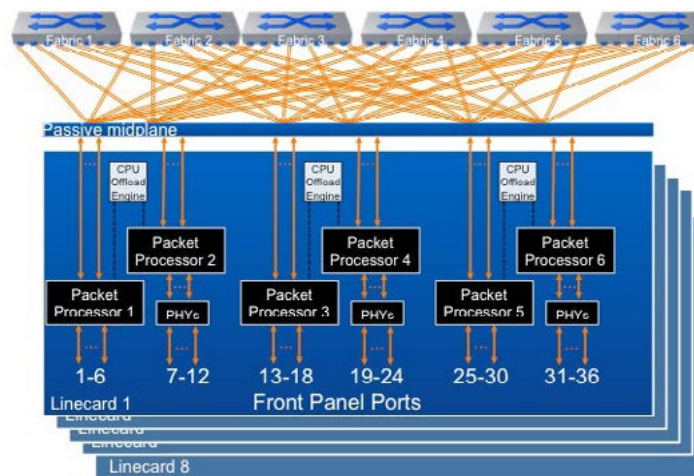 Fabric 1
Fabric 2
Fabric 3
Fabric 4
Fabric 5
Fabric 6
Passive midplane
CPU
Offload
Engine
CPU
Offload
Engine
CPU
Offload
Engine
Packet
Processor 2
Packet
Processor 4
Packet
Processor 6
Packet
Processor 1
PHYs
Packet
Processor 3
PHYs
Packet
Processor 5
PHYs
1-6
7-12
13-18
19-24
25-30
31-36
Linecard 1
Front Panel Ports
Linecard
Linecard
Linecard
Linecard 8